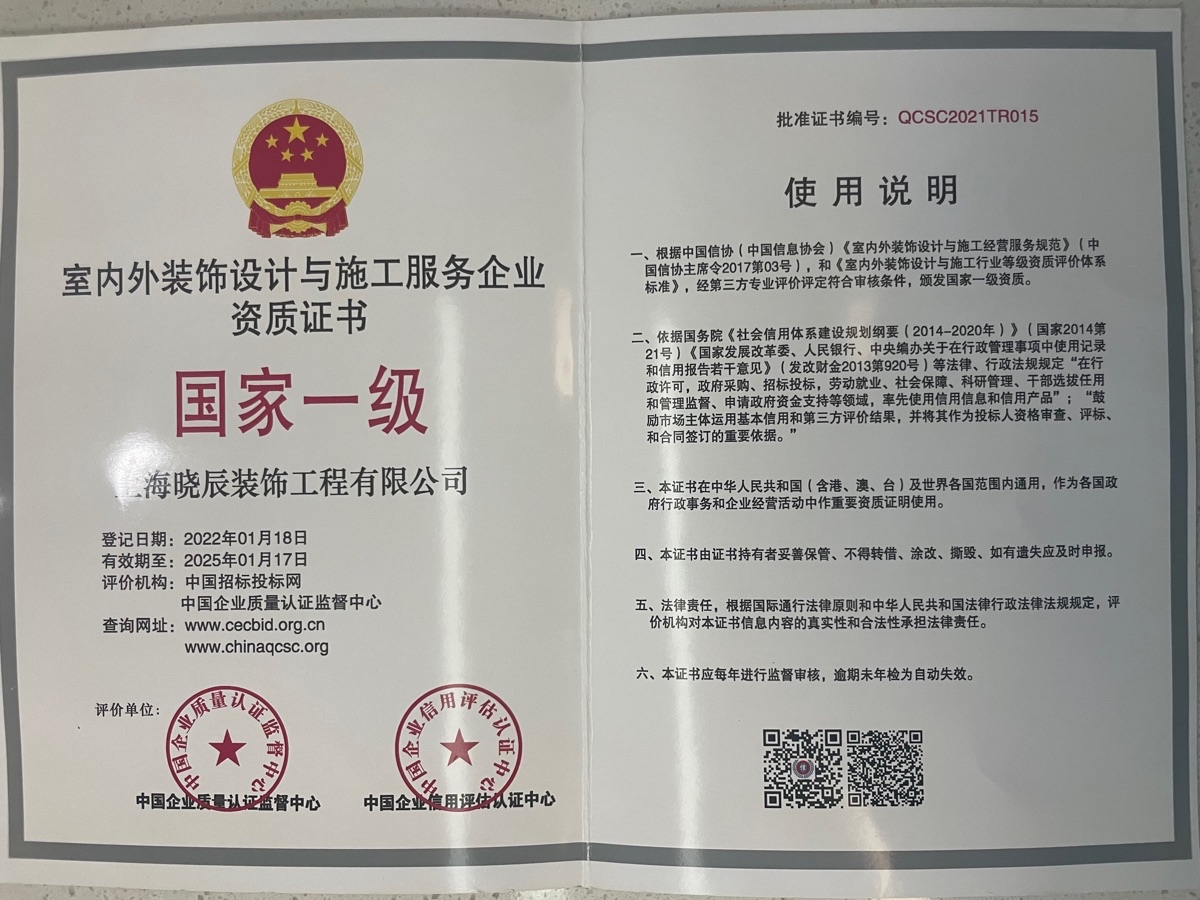 室内外装饰设计与施工服务企业
资质证书
国家一级
上海晓辰装饰工程有限公司
登记日期：2022年01月18日
有效期至：2025年01月17日
评价机构：中国招标投标网
中国企业质量认证监督中心
查询网址：www.cecbid.org.cn
www.chinaqcsc.org
评价单位：
中国企业质量认证监督中心
中国企业信用评估认证中心
中国企业质量认证监督中心
中国企业信用评估认证中心
批准证书编号：QCSC2021TR015
使用说明
一、根据中国信协（中国信息协会）《室内外装饰设计与施工经营服务规范》（中
国信协主席令2017第03号），和《室内外装饰设计与施工行业等级资质评价体系
标准》，经第三方专业评价评定符合审核条件，颁发国家一级资质。
二、依据国务院《社会信用体系建设规划纲要（2014-2020年）》（国家2014第
21号）《国家发展改革委、人民银行、中央编办关于在行政管理事项中使用记录
和信用报告若干意见》（发改财金2013第920号）等法律、行政法规规定“在行
政许可，政府采购、招标投标，劳动就业、社会保障、科研管理、干部选拔任用
和管理监督、申请政府资金支持等领域，率先使用信用信息和信用产品”；“鼓
励市场主体运用基本信用和第三方评价结果，并将其作为投标人资格审查、评标、
和合同签订的重要依据。”
三、本证书在中华人民共和国（含港、澳、台）及世界各国范围内通用，作为各国政
府行政事务和企业经营活动中作重要资质证明使用。
四、本证书由证书持有者妥善保管、不得转借、涂改、撕毁、如有遗失应及时申报。
五、法律责任，根据国际通行法律原则和中华人民共和国法律行政法律法规规定，评
价机构对本证书信息内容的真实性和合法性承担法律责任。
六、本证书应每年进行监督审核，逾期未年检为自动失效。